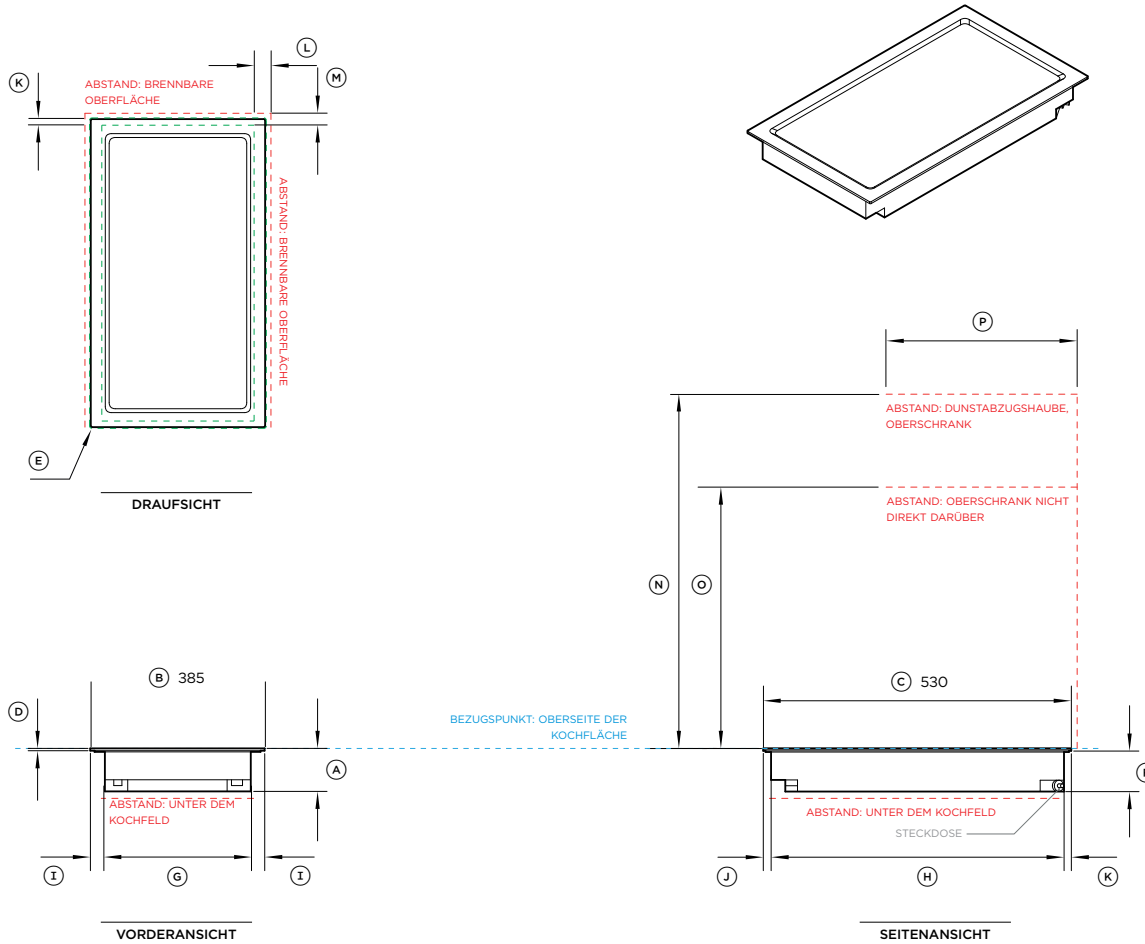 L
K
M
ABSTAND: BRENNBARE
OBERFLÄCHE
ABSTAND: BRENNBARE OBERFLÄCHE
E
DRAUFSICHT
P
ABSTAND: DUNSTABZUGSHAUBE,
OBERSCHRANK
ABSTAND: OBERSCHRANK NICHT
DIREKT DARÜBER
N
O
B 385
C 530
D
BEZUGSPUNKT: OBERSEITE DER
KOCHFLÄCHE
A
ABSTAND: UNTER DEM
KOCHFELD
ABSTAND: UNTER DEM KOCHFELD
STECKDOSE
I
G
I
J
H
K
VORDERANSICHT
SEITENANSICHT